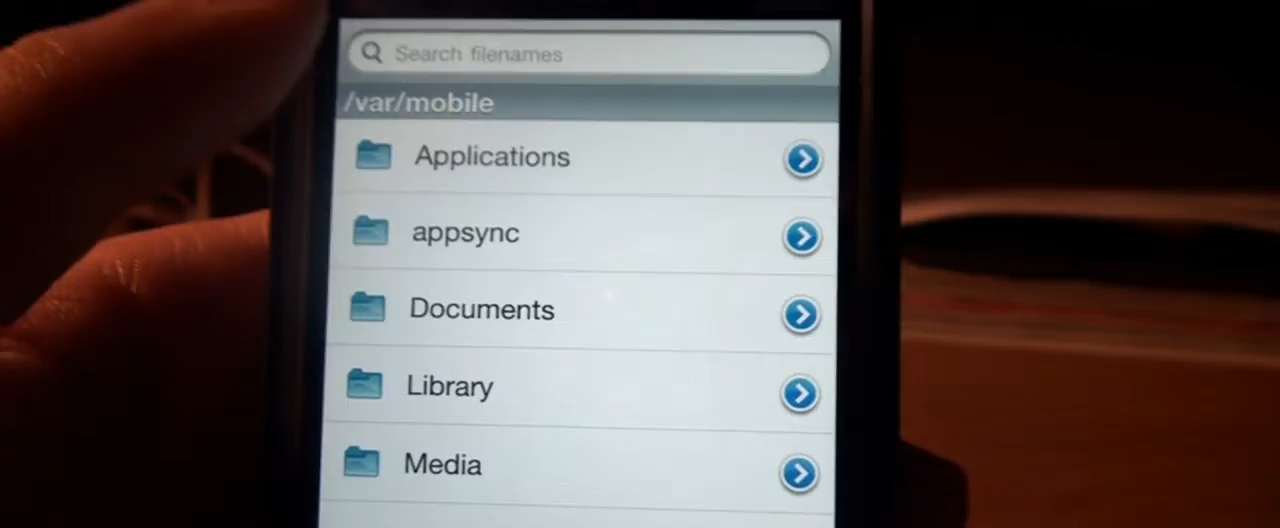 Search filenames
/var/mobile
Applications
appsync
Documents
Library
Media